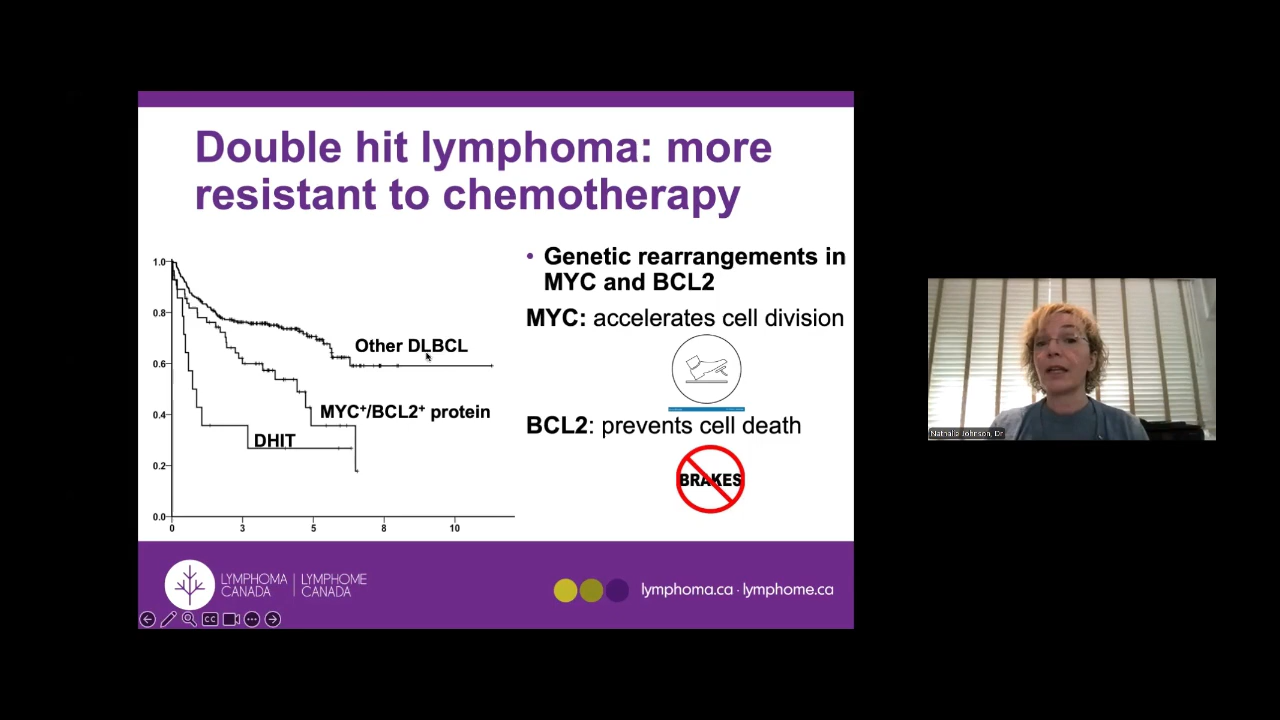 Double hit lymphoma: more
resistant to chemotherapy
1.0
0.8
0.6
0.4
0.2
0.0
0
3
5
8
10
Other DLBCL
MYC⁺/BCL2⁺ protein
DHIT
• Genetic rearrangements in
MYC and BCL2
MYC: accelerates cell division
BCL2: prevents cell death
BRAKES
LYMPHOMA | LYMPHOME
CANADA | CANADA
lymphoma.ca · lymphome.ca
CC
Nathalie Johnson, Dr